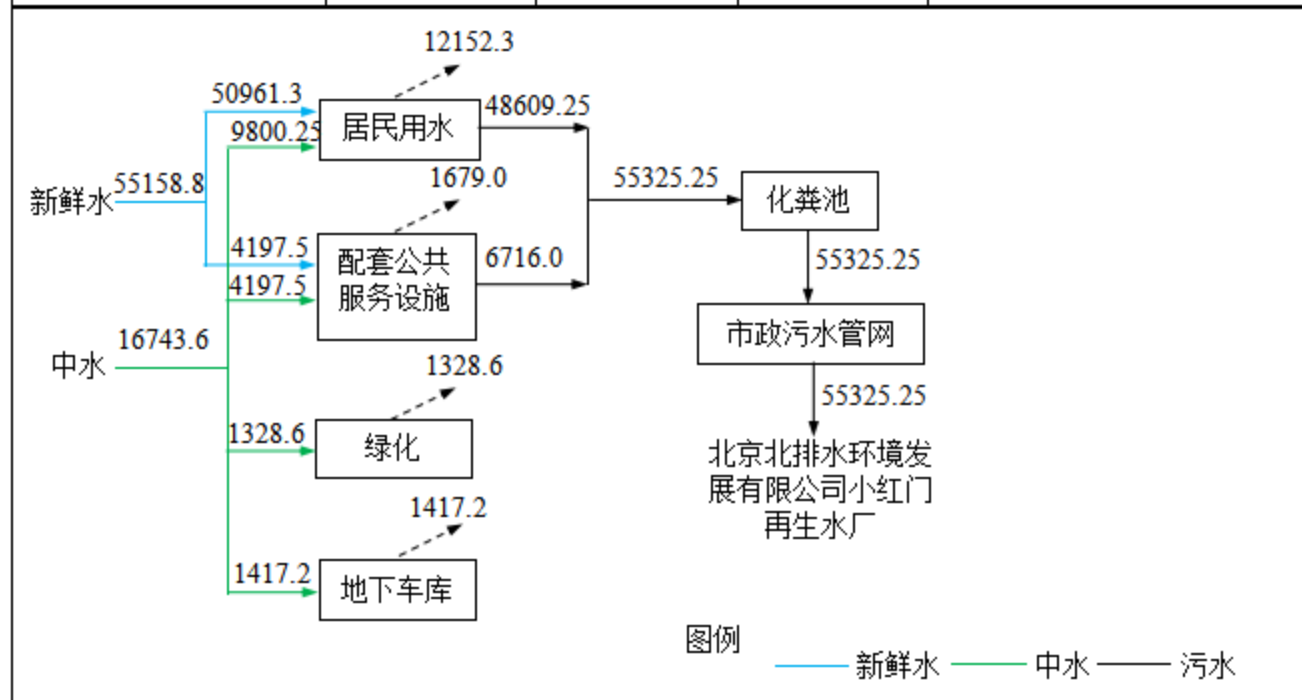 12152.3
50961.3
48609.25
9800.25
居民用水
1679.0
55325.25
新鲜水
55158.8
化粪池
4197.5
配套公共
服务设施
6716.0
4197.5
55325.25
16743.6
中水
市政污水管网
1328.6
55325.25
1328.6
绿化
北京北排水环境发
展有限公司小红门
再生水厂
1417.2
1417.2
地下车库
图例
新鲜水
中水
污水